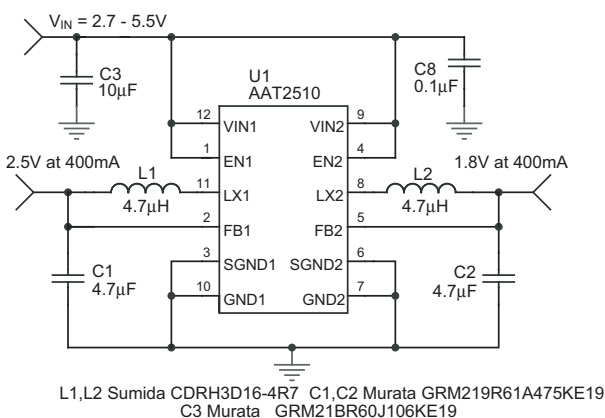 VIN = 2.7 - 5.5V
C3
10μF
U1
AAT2510
C8
0.1μF
12 VIN1
VIN2 9
1 EN1
EN2 4
2.5V at 400mA
1.8V at 400mA
L1
4.7μH
11 LX1
LX2 8
L2
4.7μH
2 FB1
FB2 5
3 SGND1
SGND2 6
10 GND1
GND2 7
C1
4.7μF
C2
4.7μF
L1,L2 Sumida CDRH3D16-4R7 C1,C2 Murata GRM219R61A475KE19
C3 Murata GRM21BR60J106KE19